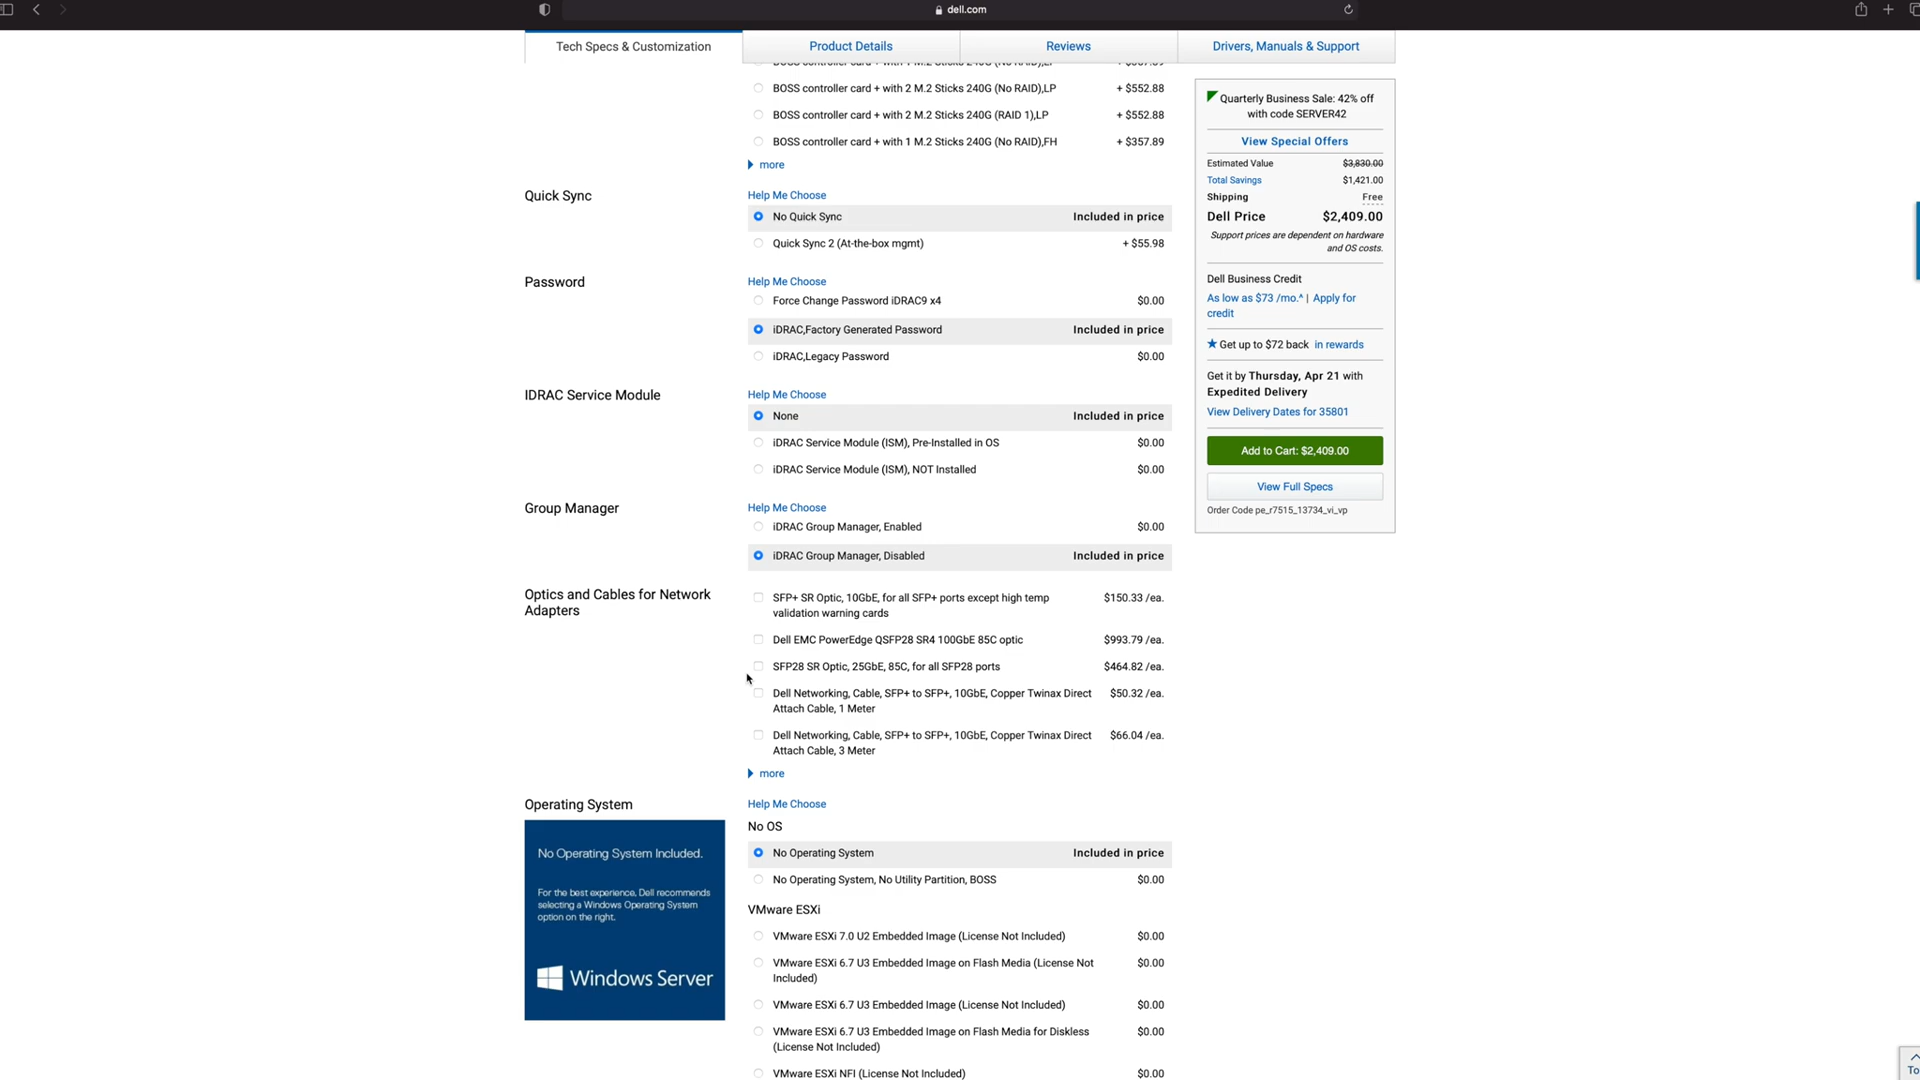 dell.com
Tech Specs & Customization
Product Details
Reviews
Drivers, Manuals & Support
BOSS controller card + with 2 M.2 Sticks 240G (No RAID),LP + $552.88
BOSS controller card + with 2 M.2 Sticks 240G (RAID 1),LP + $552.88
BOSS controller card + with 1 M.2 Sticks 240G (No RAID),FH + $357.89
more
Quick Sync
Help Me Choose
No Quick Sync Included in price
Quick Sync 2 (At-the-box mgmt) + $55.98
Password
Help Me Choose
Force Change Password iDRAC9 x4 $0.00
iDRAC,Factory Generated Password Included in price
iDRAC,Legacy Password $0.00
IDRAC Service Module
Help Me Choose
None Included in price
iDRAC Service Module (ISM), Pre-Installed in OS $0.00
iDRAC Service Module (ISM), NOT Installed $0.00
Group Manager
Help Me Choose
iDRAC Group Manager, Enabled $0.00
iDRAC Group Manager, Disabled Included in price
Optics and Cables for Network
Adapters
SFP+ SR Optic, 10GbE, for all SFP+ ports except high temp $150.33 /ea.
validation warning cards
Dell EMC PowerEdge QSFP28 SR4 100GbE 85C optic $993.79 /ea.
SFP28 SR Optic, 25GbE, 85C, for all SFP28 ports $464.82 /ea.
Dell Networking, Cable, SFP+ to SFP+, 10GbE, Copper Twinax Direct $50.32 /ea.
Attach Cable, 1 Meter
Dell Networking, Cable, SFP+ to SFP+, 10GbE, Copper Twinax Direct $66.04 /ea.
Attach Cable, 3 Meter
more
Operating System
Help Me Choose
No OS
No Operating System Included in price
No Operating System, No Utility Partition, BOSS $0.00
VMware ESXi
VMware ESXi 7.0 U2 Embedded Image (License Not Included) $0.00
VMware ESXi 6.7 U3 Embedded Image on Flash Media (License Not $0.00
Included)
VMware ESXi 6.7 U3 Embedded Image (License Not Included) $0.00
VMware ESXi 6.7 U3 Embedded Image on Flash Media for Diskless $0.00
(License Not Included)
VMware ESXi NFI (License Not Included) $0.00
No Operating System Included.
For the best experience, Dell recommends
selecting a Windows Operating System
option on the right.
Windows Server
Quarterly Business Sale: 42% off
with code SERVER42
View Special Offers
Estimated Value $3,830.00
Total Savings $1,421.00
Shipping Free
Dell Price $2,409.00
Support prices are dependent on hardware
and OS costs.
Dell Business Credit
As low as $73 /mo.^ | Apply for
credit
Get up to $72 back in rewards
Get it by Thursday, Apr 21 with
Expedited Delivery
View Delivery Dates for 35801
Add to Cart: $2,409.00
View Full Specs
Order Code pe_r7515_13734_vi_vp